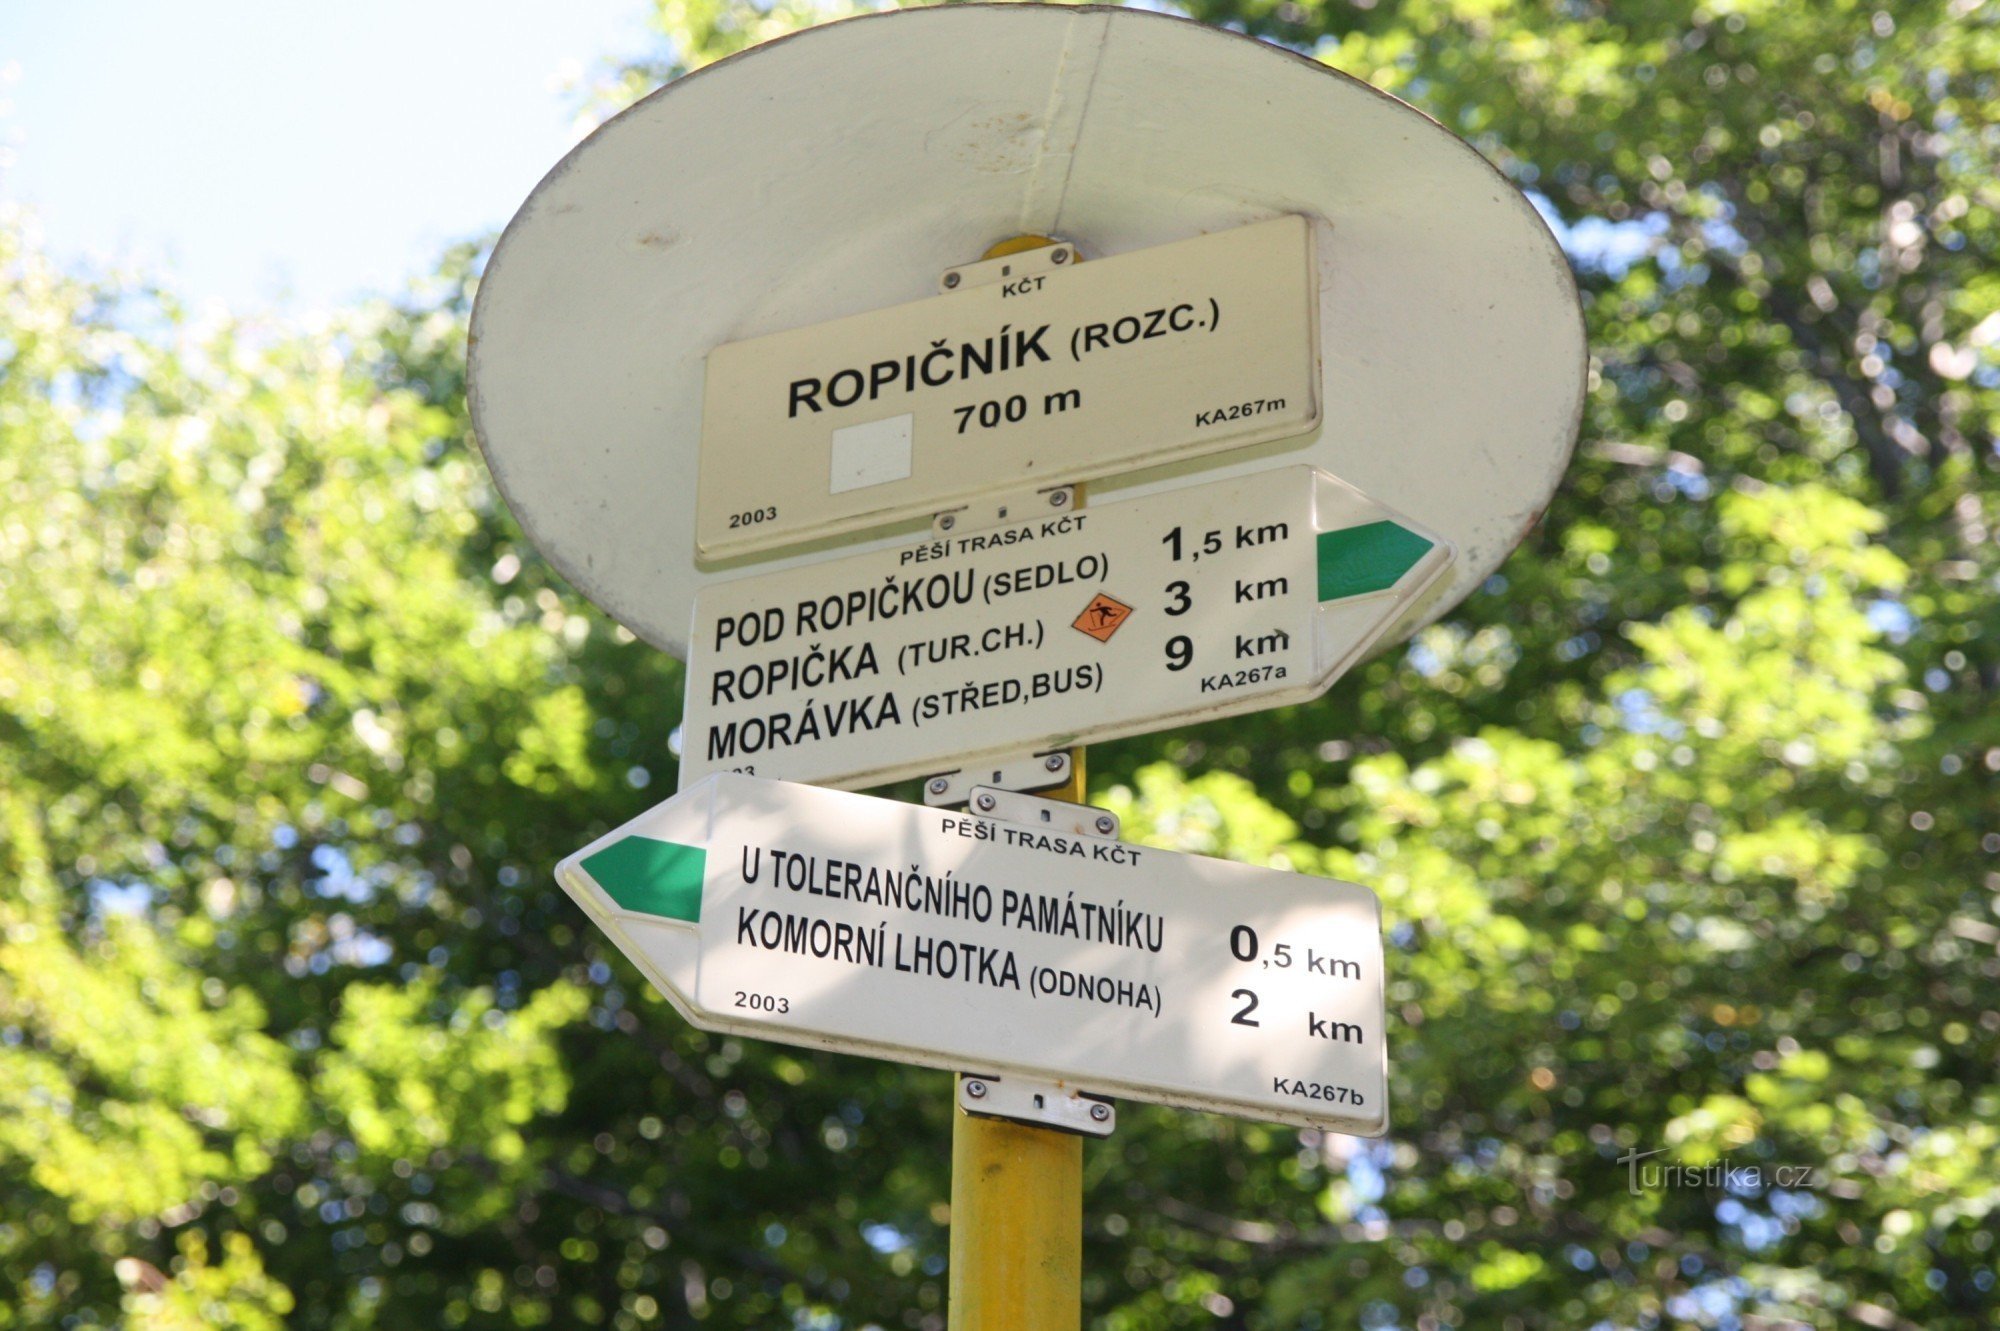 KČT
ROPIČNÍK (ROZC.)
700 m
KA267m
2003
PĚŠÍ TRASA KČT
POD ROPIČKOU (SEDLO) 1,5 km
ROPIČKA (TUR.CH.) 3 km
MORÁVKA (STŘED,BUS) 9 km
KA267a
PĚŠÍ TRASA KČT
U TOLERANČNÍHO PAMÁTNÍKU 0,5 km
KOMORNÍ LHOTKA (ODNOHA) 2 km
2003
KA267b
Turistika.cz